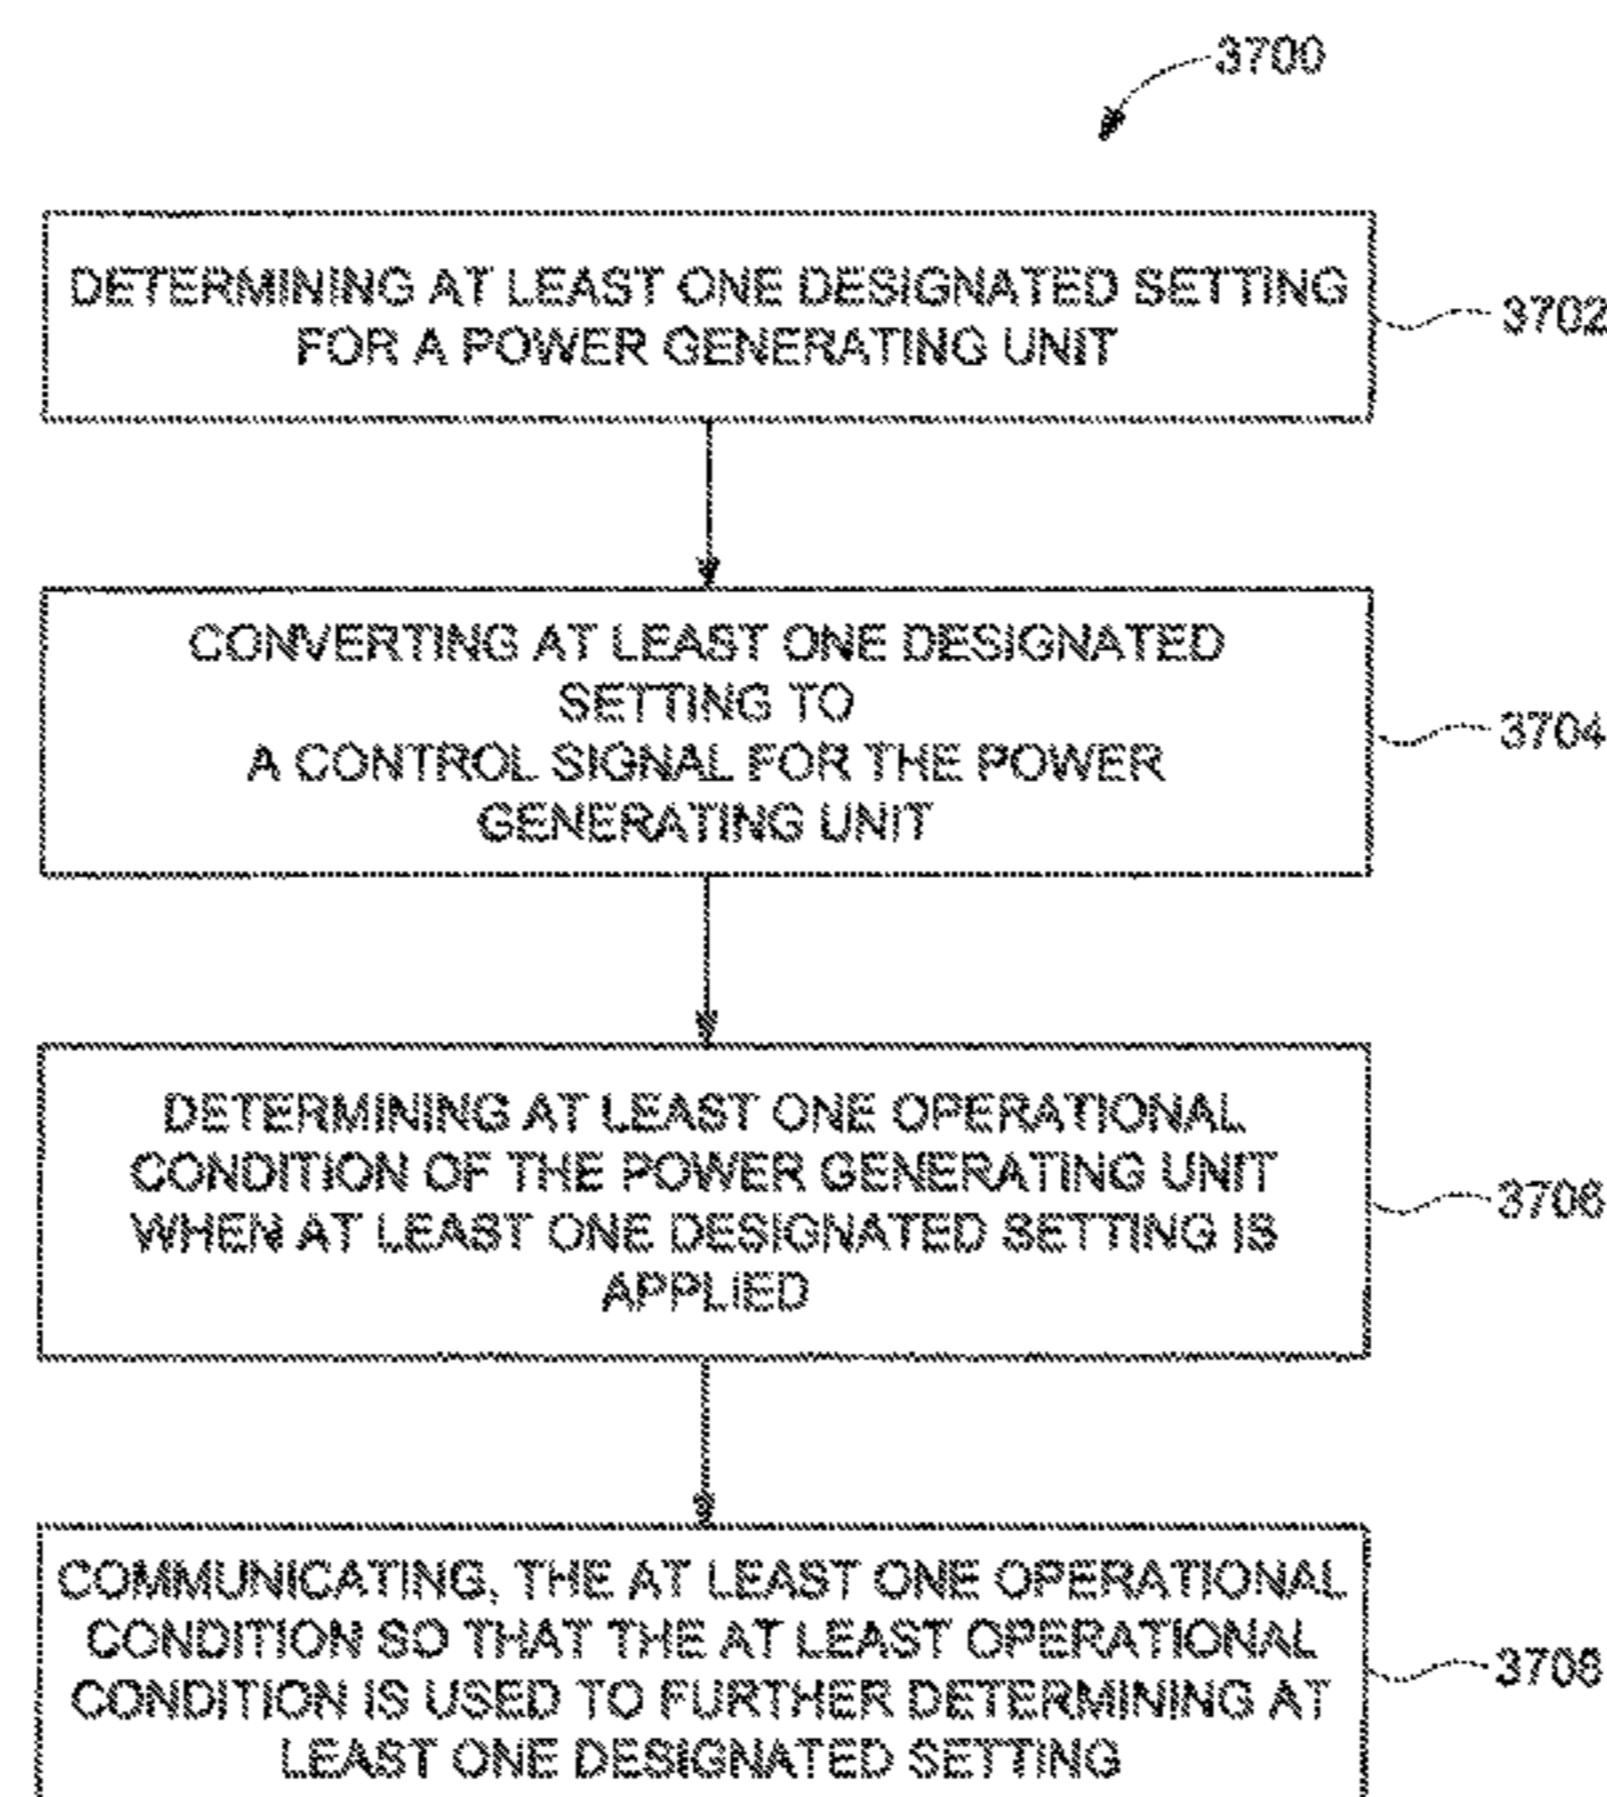 3700
DETERMINING AT LEAST ONE DESIGNATED SETTING
FOR A POWER GENERATING UNIT
3702
CONVERTING AT LEAST ONE DESIGNATED
SETTING TO
A CONTROL SIGNAL FOR THE POWER
GENERATING UNIT
3704
DETERMINING AT LEAST ONE OPERATIONAL
CONDITION OF THE POWER GENERATING UNIT
WHEN AT LEAST ONE DESIGNATED SETTING IS
APPLIED
3706
COMMUNICATING, THE AT LEAST ONE OPERATIONAL
CONDITION SO THAT THE AT LEAST OPERATIONAL
CONDITION IS USED TO FURTHER DETERMINING AT
LEAST ONE DESIGNATED SETTING
3708